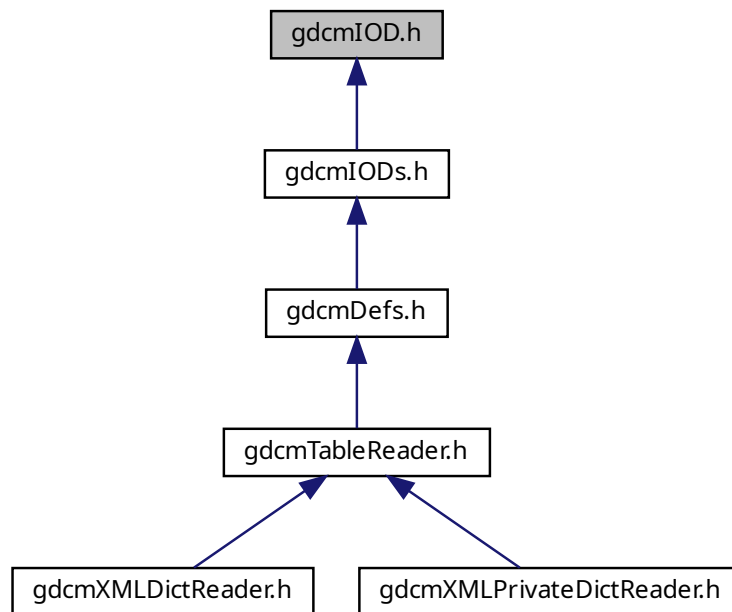 gdcmIOD.h
gdcmIODs.h
gdcmDefs.h
gdcmTableReader.h
gdcmXMLDictReader.h
gdcmXMLPrivateDictReader.h